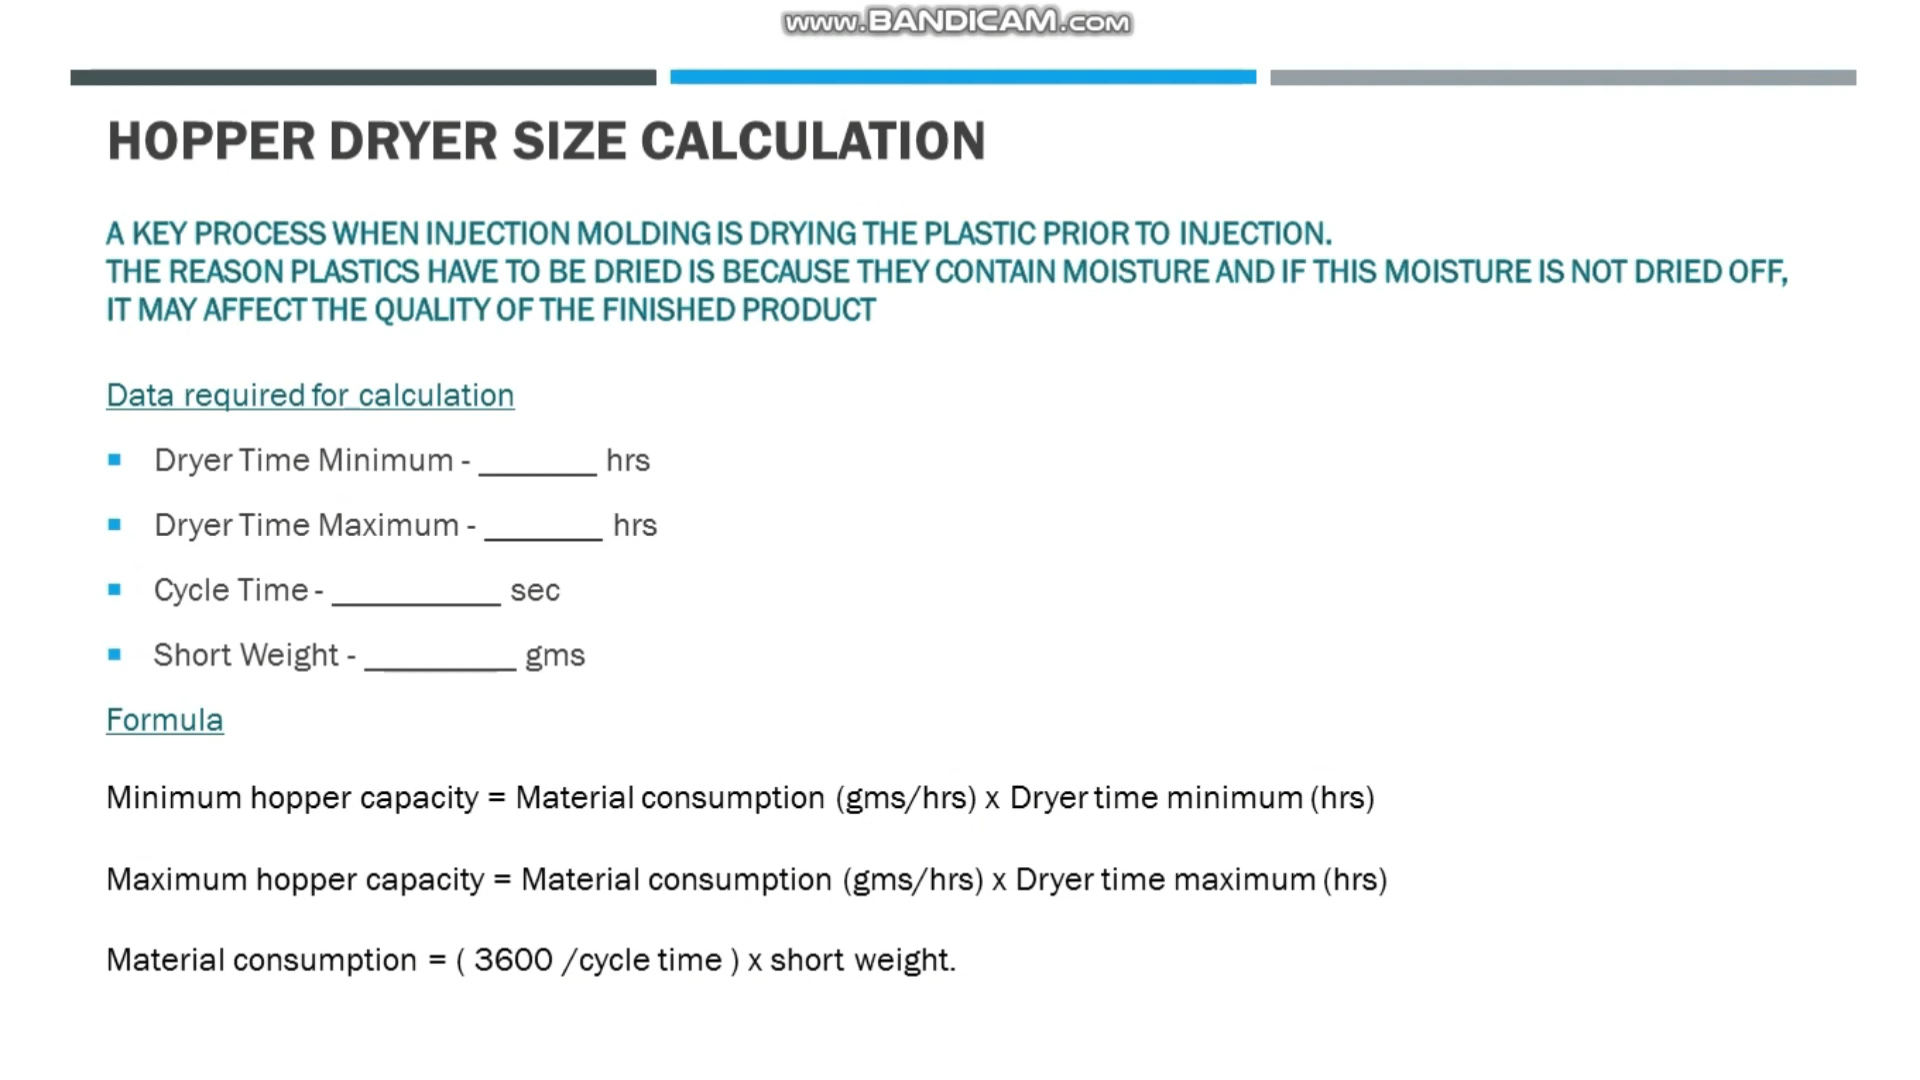 www.BANDICAM.com
HOPPER DRYER SIZE CALCULATION
A KEY PROCESS WHEN INJECTION MOLDING IS DRYING THE PLASTIC PRIOR TO INJECTION.
THE REASON PLASTICS HAVE TO BE DRIED IS BECAUSE THEY CONTAIN MOISTURE AND IF THIS MOISTURE IS NOT DRIED OFF,
IT MAY AFFECT THE QUALITY OF THE FINISHED PRODUCT
Data required for calculation
▪ Dryer Time Minimum - _______ hrs
▪ Dryer Time Maximum - _______ hrs
▪ Cycle Time - __________ sec
▪ Short Weight - _________ gms
Formula
Minimum hopper capacity = Material consumption (gms/hrs) x Dryer time minimum (hrs)
Maximum hopper capacity = Material consumption (gms/hrs) x Dryer time maximum (hrs)
Material consumption = ( 3600 /cycle time ) x short weight.